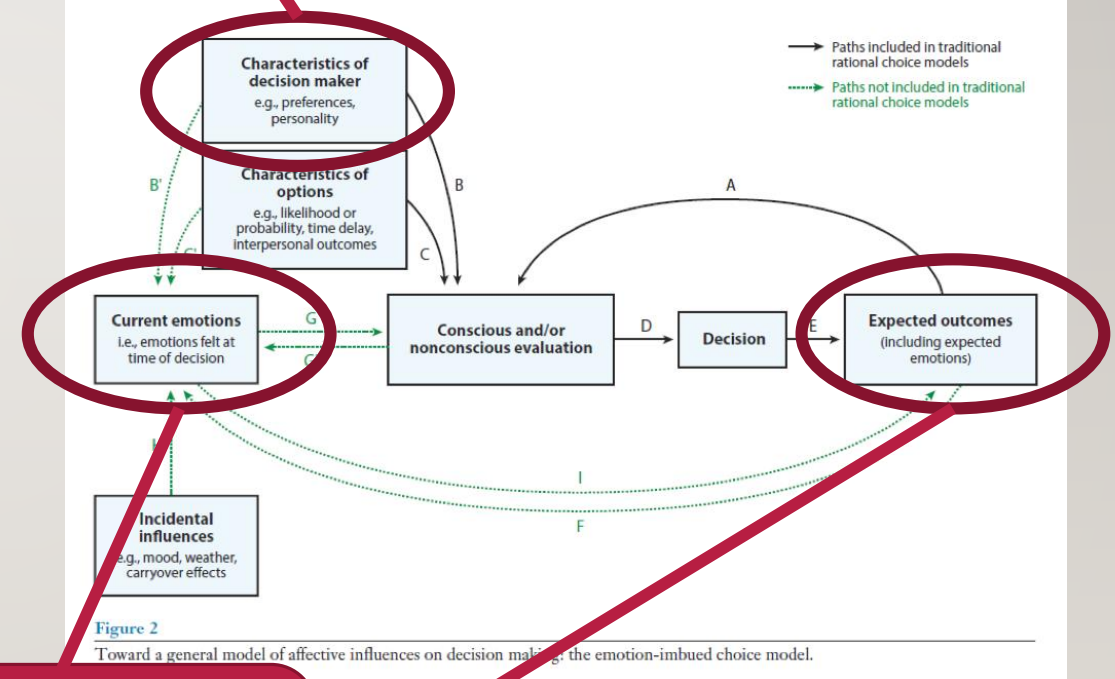 Characteristics of
decision maker
e.g., preferences,
personality
Characteristics of
options
e.g., likelihood or
probability, time delay,
interpersonal outcomes
Paths included in traditional
rational choice models
Paths not included in traditional
rational choice models
B'
B
A
C'
C
Current emotions
i.e., emotions felt at
time of decision
G
G'
Conscious and/or
nonconscious evaluation
D
Decision
E
Expected outcomes
(including expected
emotions)
I
F
Incidental
influences
e.g., mood, weather,
carryover effects
Figure 2
Toward a general model of affective influences on decision making: the emotion-imbued choice model.